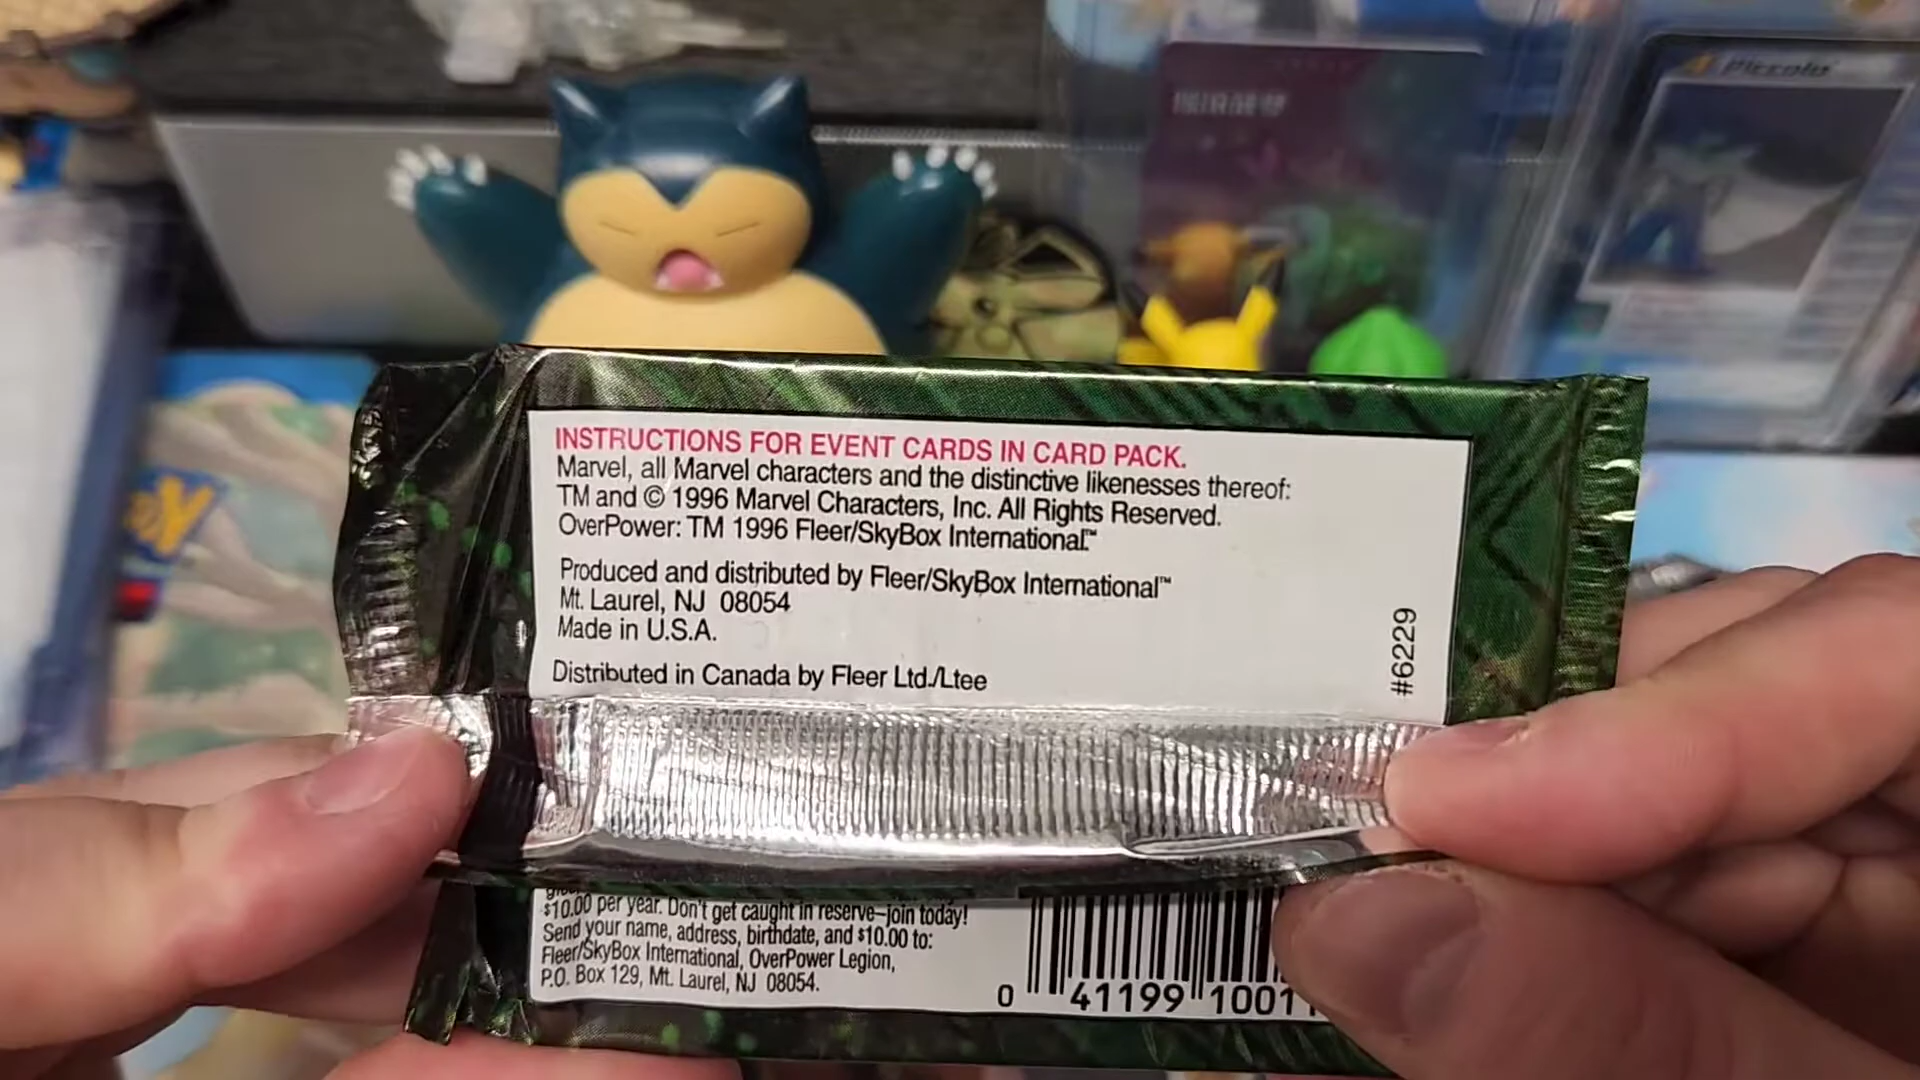 Piccolo
INSTRUCTIONS FOR EVENT CARDS IN CARD PACK.
Marvel, all Marvel characters and the distinctive likenesses thereof:
TM and © 1996 Marvel Characters, Inc. All Rights Reserved.
OverPower: TM 1996 Fleer/SkyBox International.™
Produced and distributed by Fleer/SkyBox International™
Mt. Laurel, NJ 08054
Made in U.S.A.
Distributed in Canada by Fleer Ltd./Ltee
#6229
$10.00 per year. Don't get caught in reserve–join today!
Send your name, address, birthdate, and $10.00 to:
Fleer/SkyBox International, OverPower Legion,
P.O. Box 129, Mt. Laurel, NJ 08054.
0 41199 1001